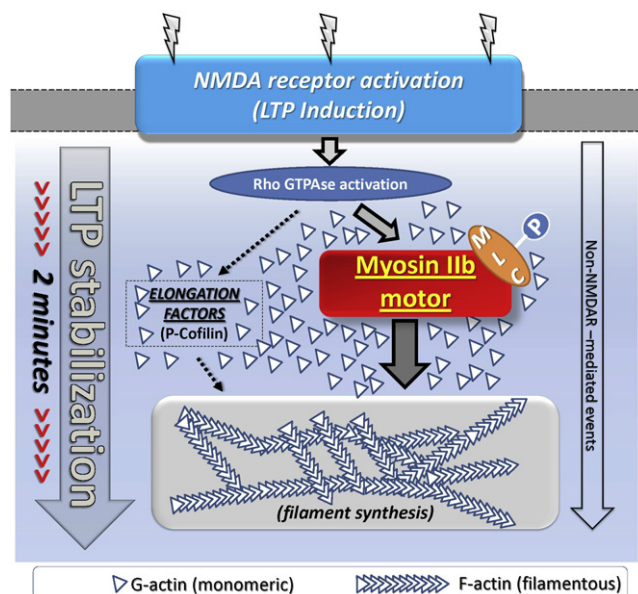 NMDA receptor activation
(LTP Induction)
Rho GTPAse activation
M
L
C
P
Myosin IIb
motor
ELONGATION
FACTORS
(P-Cofilin)
>>>>> 2 minutes >>>>>
LTP stabilization
Non-NMDAR –mediated events
(filament synthesis)
G-actin (monomeric)
F-actin (filamentous)